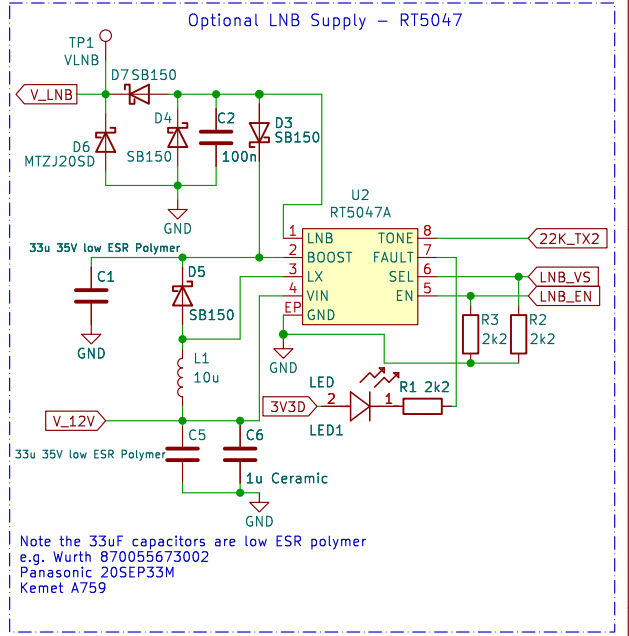 Optional LNB Supply – RT5047
TP1
VLNB
D7 SB150
V_LNB
D4
C2
D3
SB150
D6
MTZJ20SD
SB150
100n
GND
U2
RT5047A
1 LNB TONE 8
22K_TX2
2 BOOST FAULT 7
3 LX SEL 6
LNB_VS
4 VIN EN 5
LNB_EN
EP GND
33u 35V low ESR Polymer
D5
C1
SB150
GND
GND
R3
2k2
R2
2k2
L1
10u
LED
R1 2k2
3V3D
2
1
LED1
V_12V
C5
C6
33u 35V low ESR Polymer
1u Ceramic
GND
Note the 33uF capacitors are low ESR polymer
e.g. Wurth 870055673002
Panasonic 20SEP33M
Kemet A759